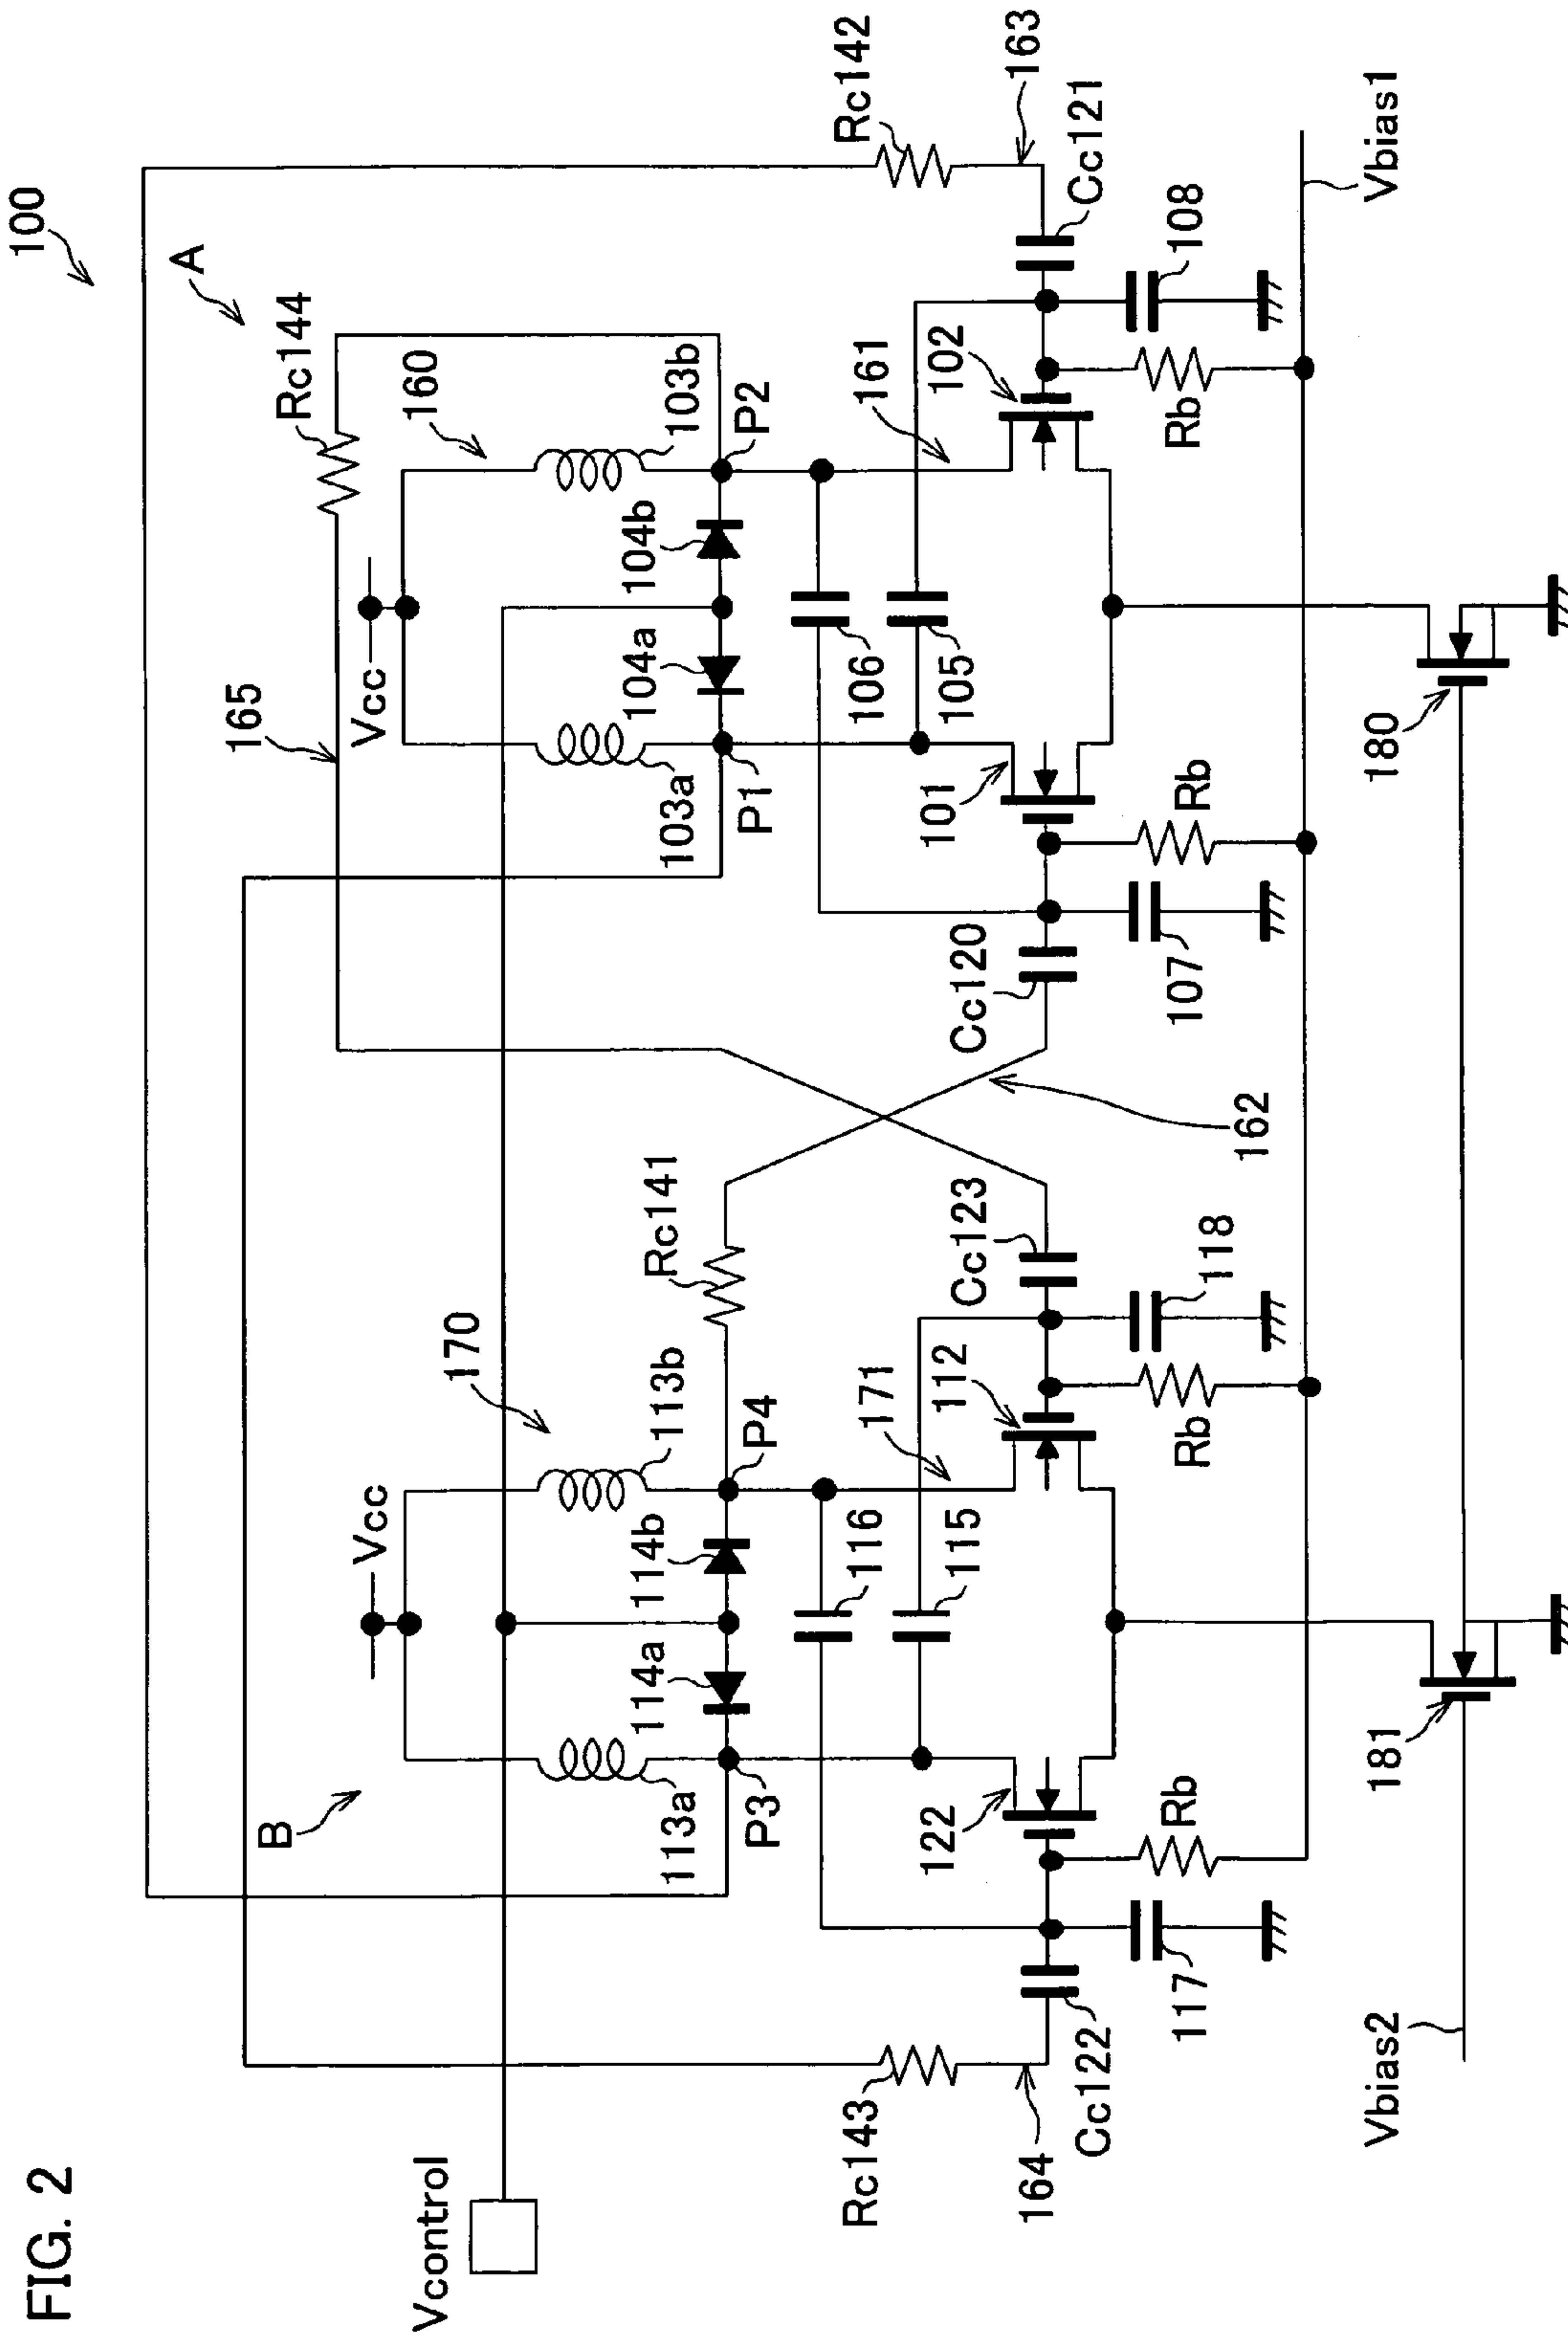 FIG. 2
100
A
B
Vcontrol
165
Rc144
160
170
Vcc
Vcc
113a
113b
103a
103b
114a
114b
104a
104b
P3
P4
P1
P2
Rc141
Rc143
Rc142
116
115
106
105
171
161
164
163
162
122
112
101
102
Cc122
Cc123
Cc120
Cc121
117
118
107
108
Rb
Rb
Rb
Rb
Vbias1
Vbias2
181
180